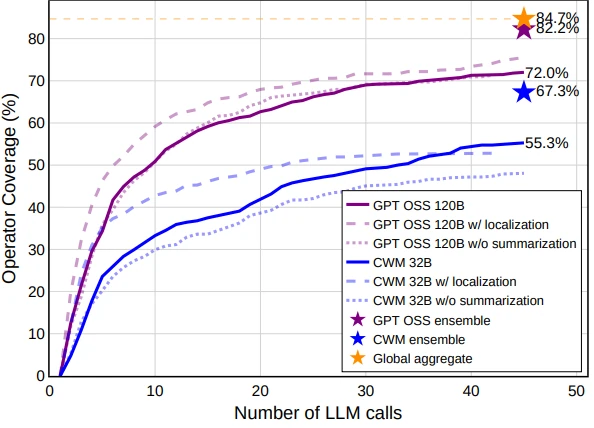 Operator Coverage (%)
80
70
60
50
40
30
20
10
0
84.7%
82.2%
72.0%
67.3%
55.3%
GPT OSS 120B
GPT OSS 120B w/ localization
GPT OSS 120B w/o summarization
CWM 32B
CWM 32B w/ localization
CWM 32B w/o summarization
GPT OSS ensemble
CWM ensemble
Global aggregate
0 10 20 30 40 50
Number of LLM calls